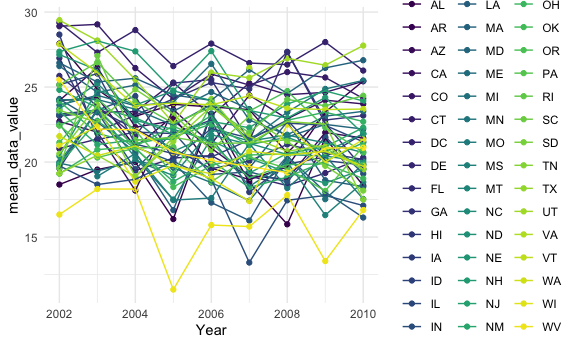 30
25
20
15
mean_data_value
2002
2004
2006
2008
2010
Year
AL
AR
AZ
CA
CO
CT
DC
DE
FL
GA
HI
IA
ID
IL
IN
LA
MA
MD
ME
MI
MN
MO
MS
MT
NC
ND
NE
NH
NJ
NM
OH
OK
OR
PA
RI
SC
SD
TN
TX
UT
VA
VT
WA
WI
WV